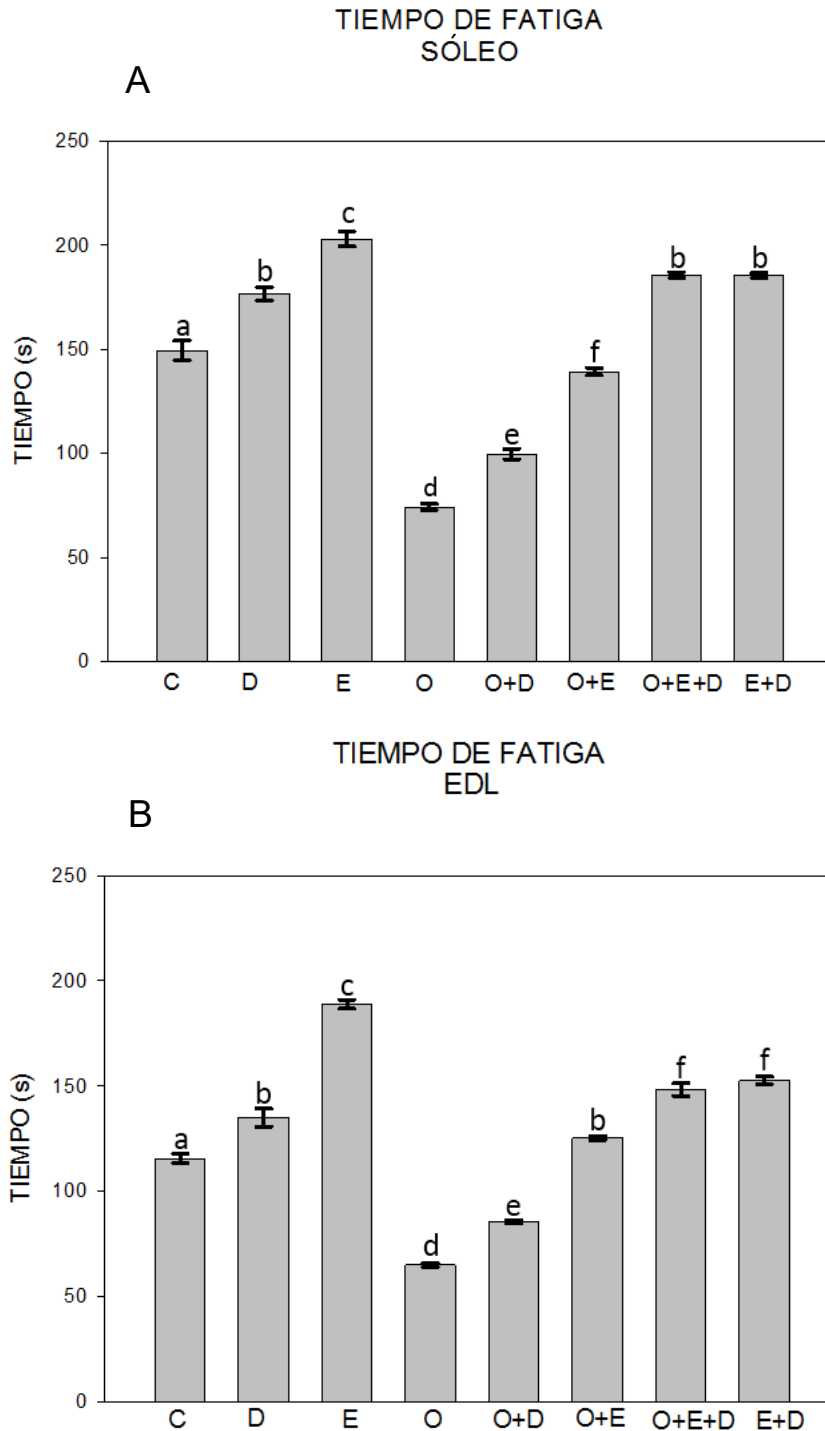 TIEMPO DE FATIGA
SÓLEO
A
250
200
150
100
50
0
TIEMPO (s)
a
b
c
d
e
f
b
b
C D E O O+D O+E O+E+D E+D
TIEMPO DE FATIGA
EDL
B
250
200
150
100
50
0
TIEMPO (s)
a
b
c
d
e
b
f
f
C D E O O+D O+E O+E+D E+D